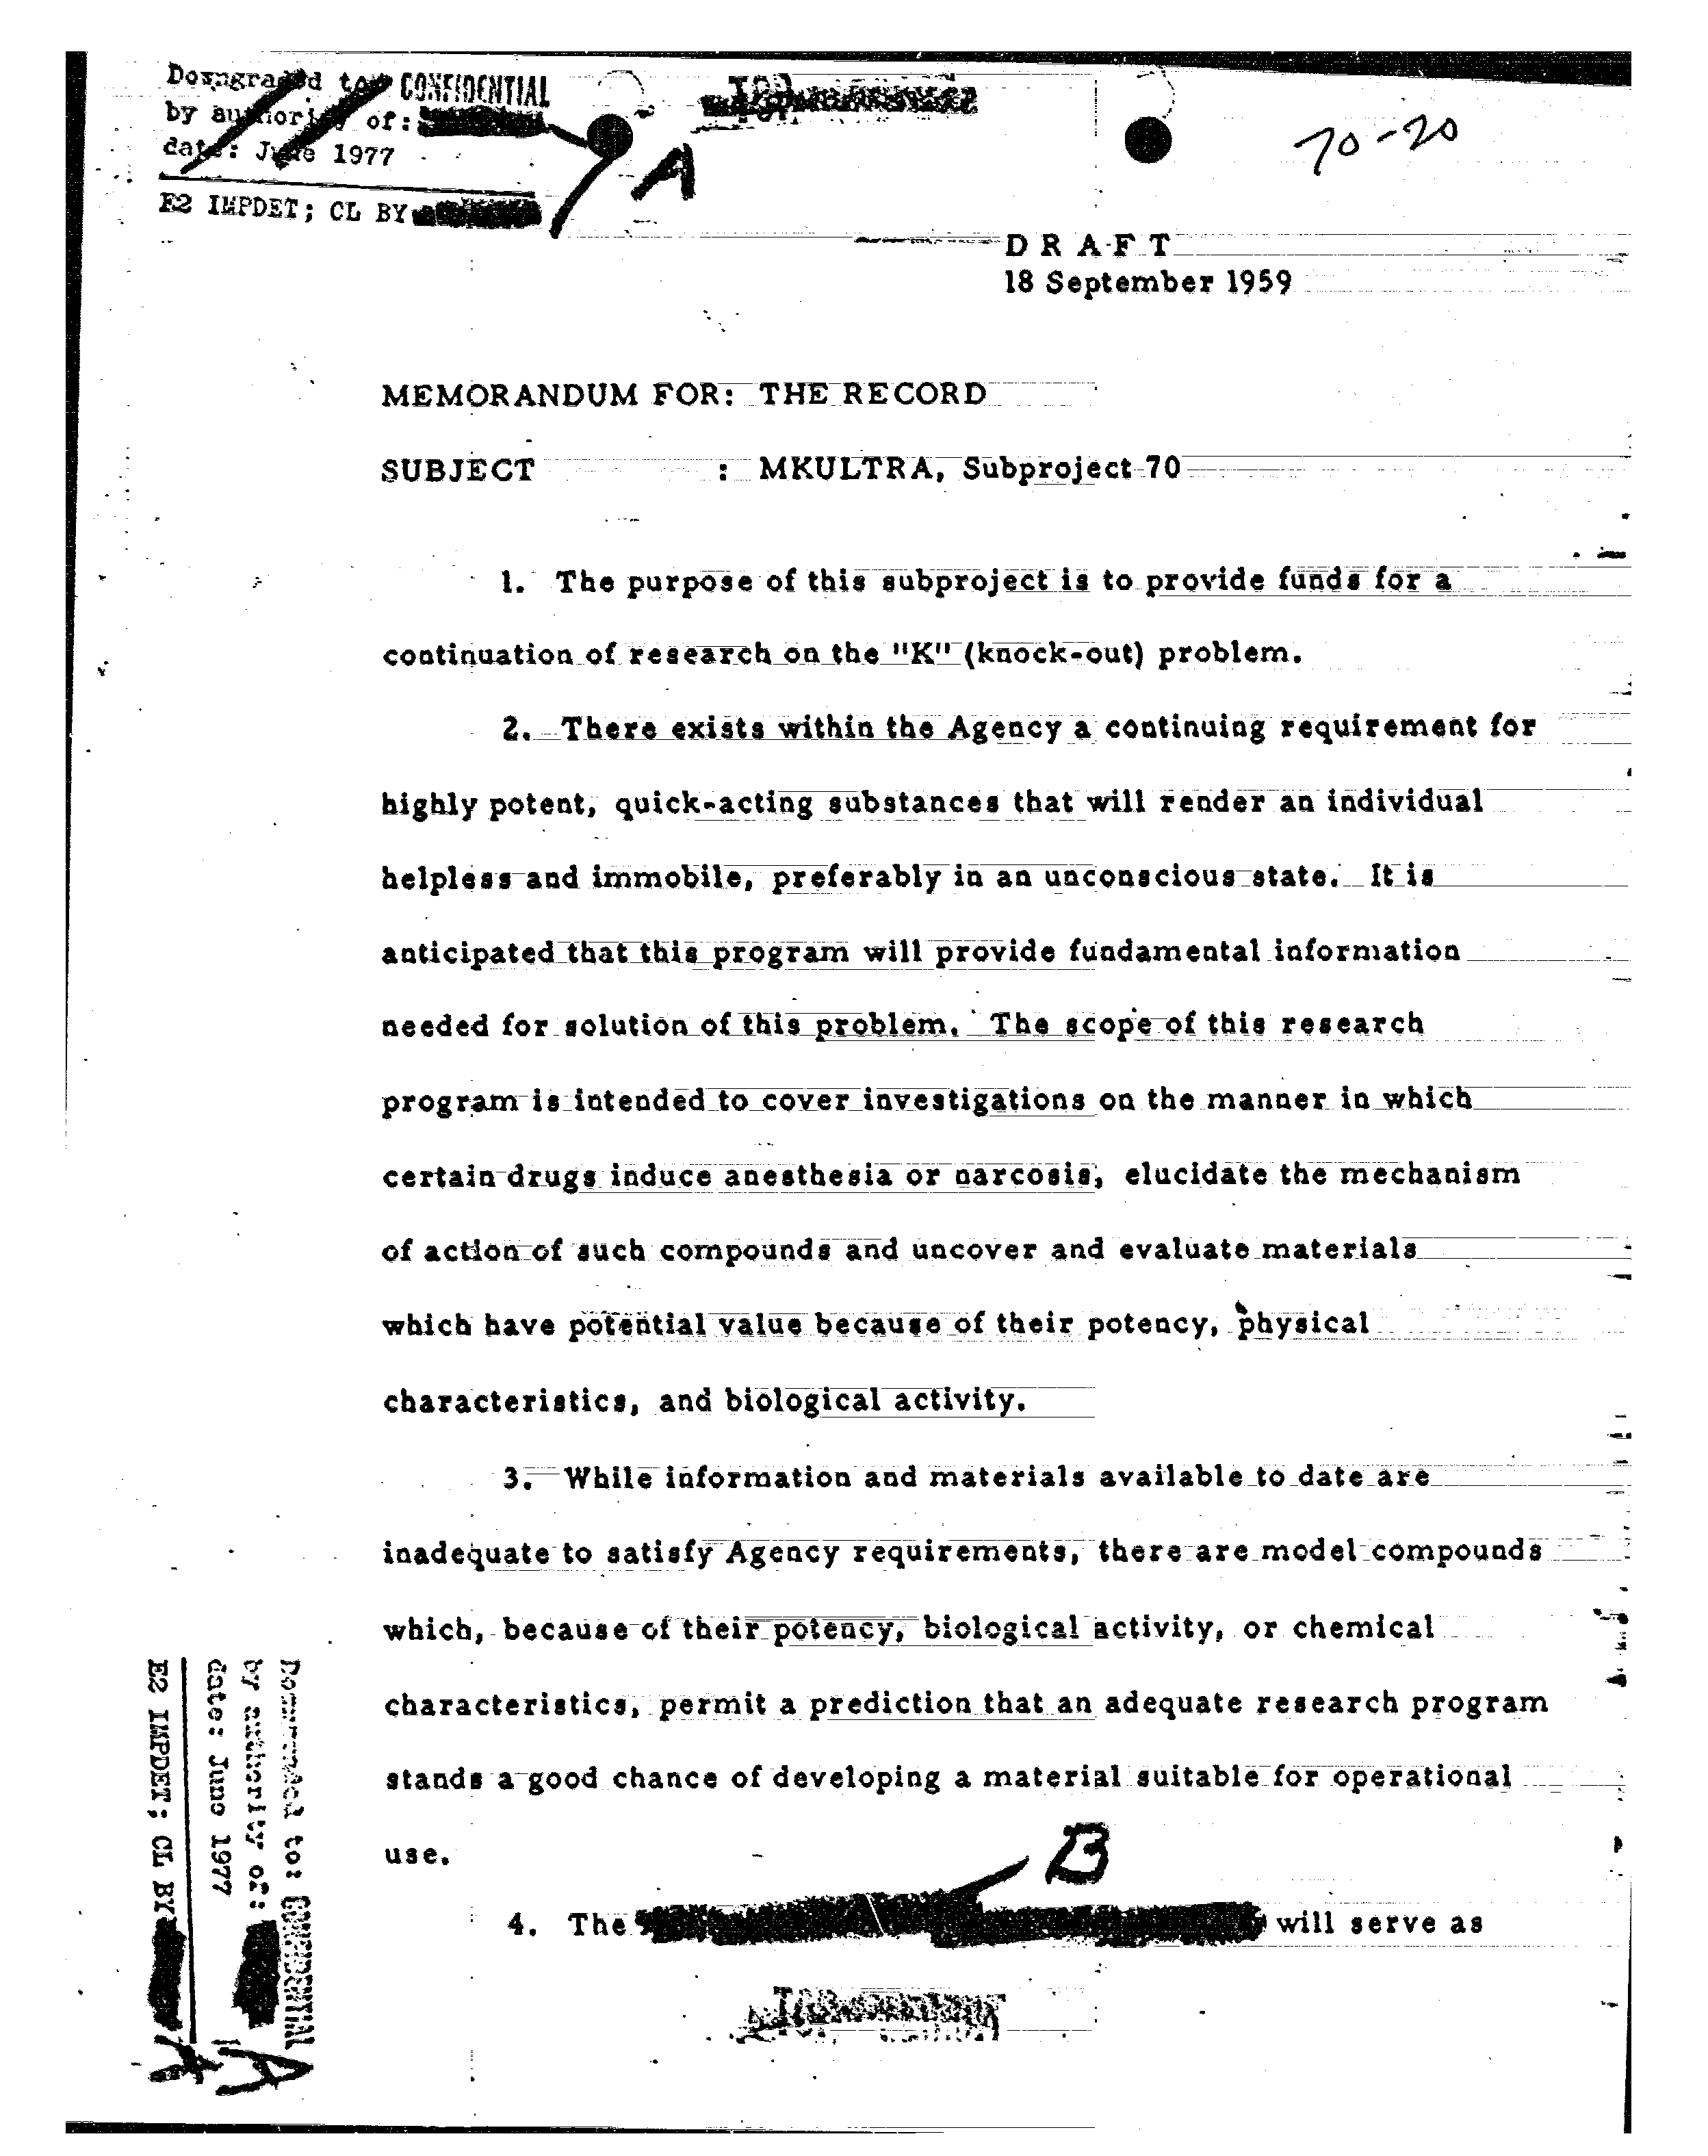 Downgraded to: CONFIDENTIAL
by authority of:
date: June 1977
E2 IMPDET; CL BY
A
70-20
D R A F T
18 September 1959
MEMORANDUM FOR: THE RECORD
SUBJECT : MKULTRA, Subproject 70
1. The purpose of this subproject is to provide funds for a
continuation of research on the "K" (knock-out) problem.
2. There exists within the Agency a continuing requirement for
highly potent, quick-acting substances that will render an individual
helpless and immobile, preferably in an unconscious state. It is
anticipated that this program will provide fundamental information
needed for solution of this problem. The scope of this research
program is intended to cover investigations on the manner in which
certain drugs induce anesthesia or narcosis, elucidate the mechanism
of action of such compounds and uncover and evaluate materials
which have potential value because of their potency, physical
characteristics, and biological activity.
3. While information and materials available to date are
inadequate to satisfy Agency requirements, there are model compounds
which, because of their potency, biological activity, or chemical
characteristics, permit a prediction that an adequate research program
stands a good chance of developing a material suitable for operational
use.
B
4. The will serve as
Downgraded to: CONFIDENTIAL
by authority of:
date: June 1977
E2 IMPDET; CL BY
A